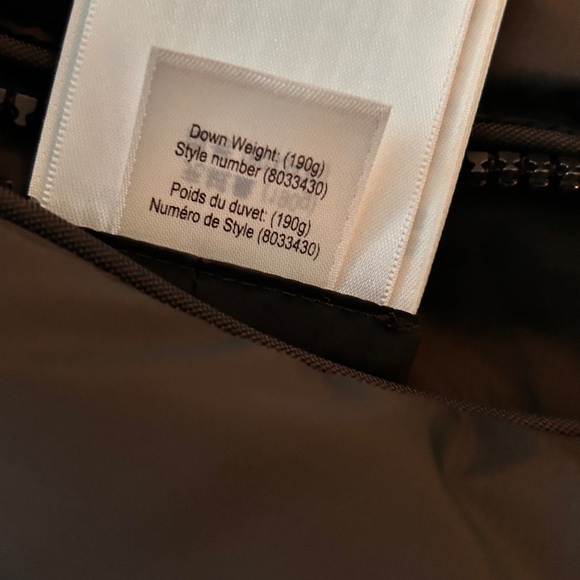 Down Weight: (190g)
Style number (8033430)
Poids du duvet: (190g)
Numéro de Style (8033430)